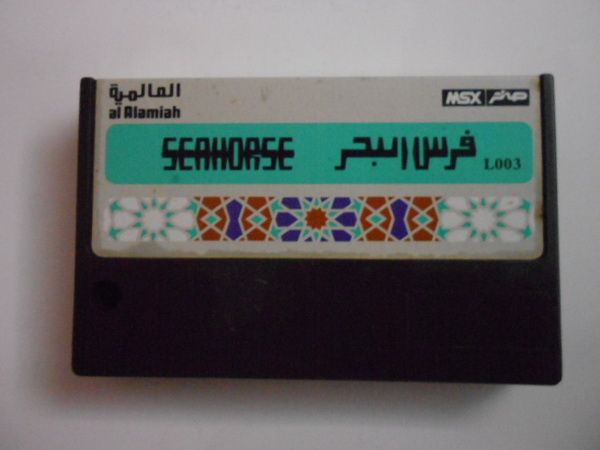 العالمية
al Alamiah
MSX صخر
SEAHORSE فرس البحر L003